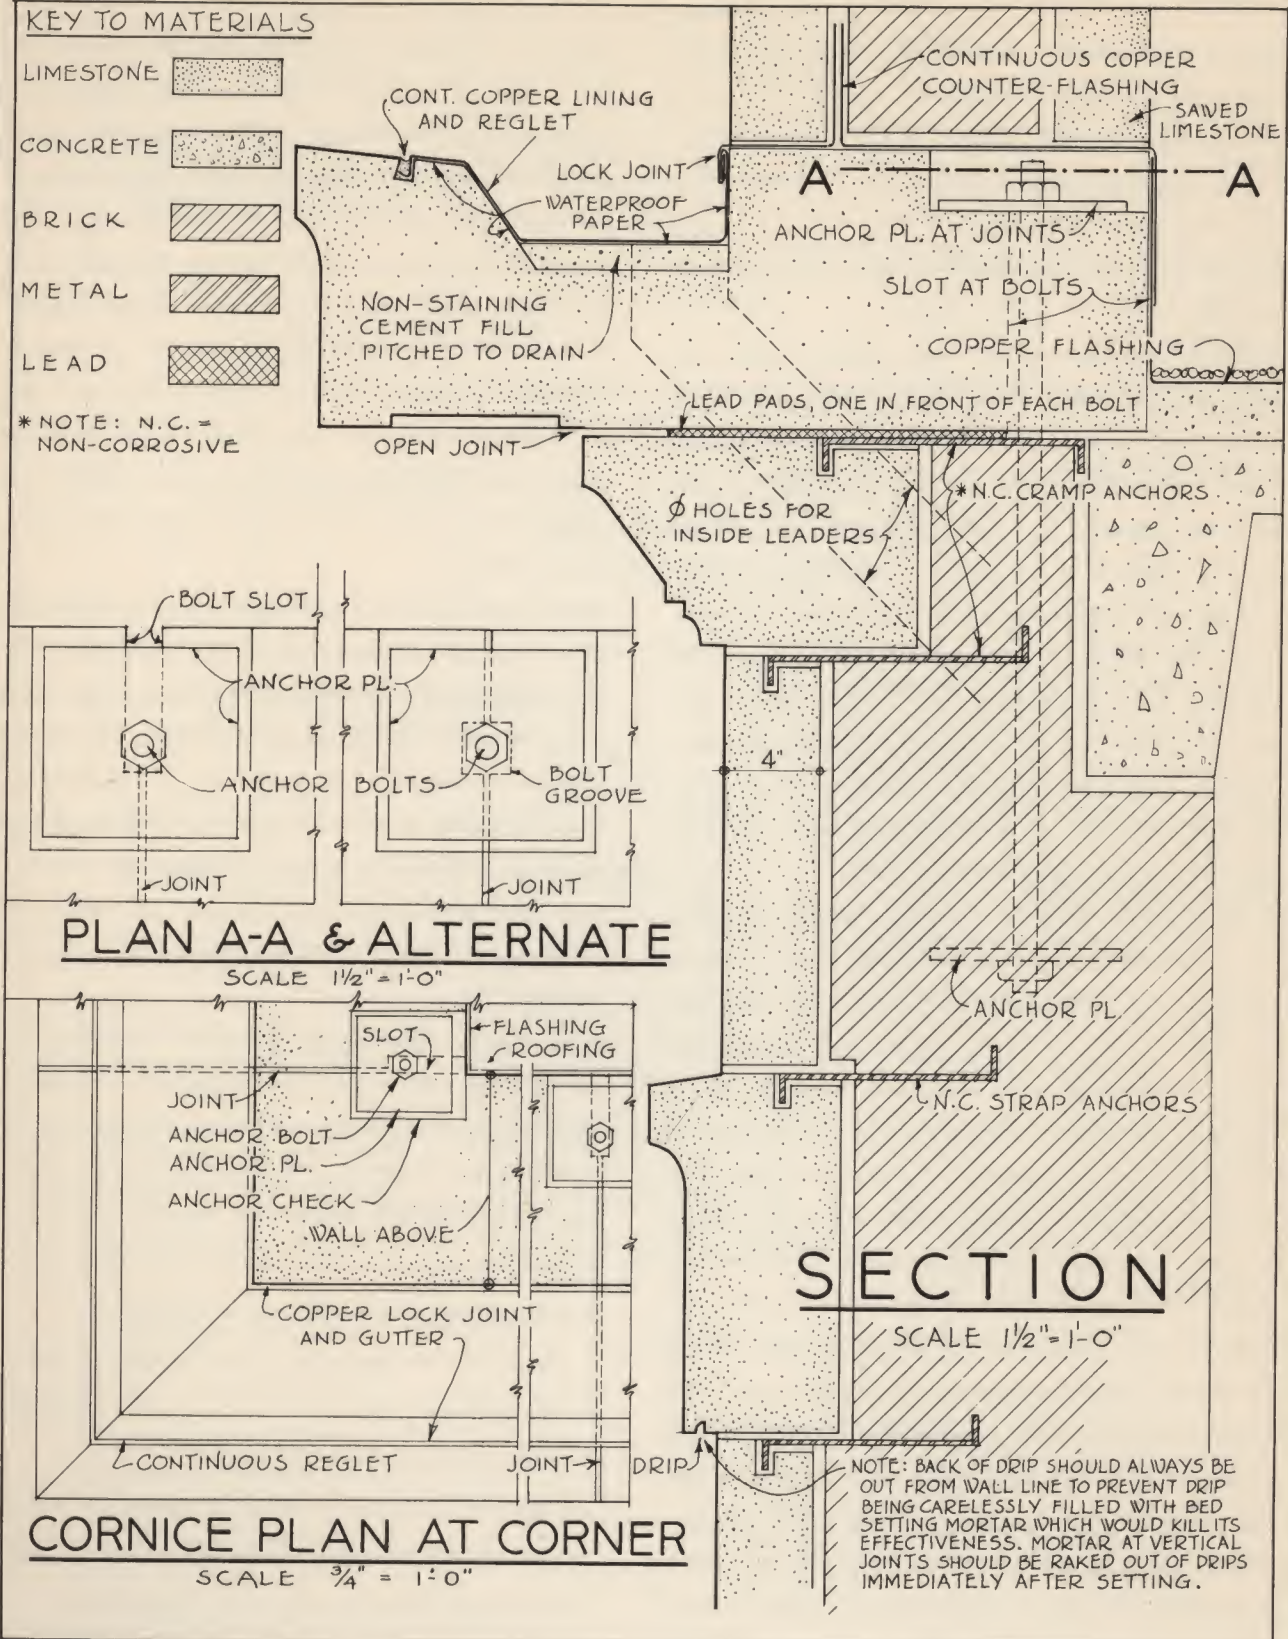 KEY TO MATERIALS
LIMESTONE
CONCRETE
BRICK
METAL
LEAD
* NOTE: N.C. =
NON-CORROSIVE
CONT. COPPER LINING
AND REGLET
LOCK JOINT
WATERPROOF
PAPER
NON-STAINING
CEMENT FILL
PITCHED TO DRAIN
OPEN JOINT
CONTINUOUS COPPER
COUNTER-FLASHING
SAWED
LIMESTONE
A
A
ANCHOR PL. AT JOINTS
SLOT AT BOLTS
COPPER FLASHING
LEAD PADS, ONE IN FRONT OF EACH BOLT
* N.C. CRAMP ANCHORS
Ø HOLES FOR
INSIDE LEADERS
4"
ANCHOR PL.
N.C. STRAP ANCHORS
BOLT SLOT
ANCHOR PL.
ANCHOR BOLTS
BOLT
GROOVE
JOINT
JOINT
PLAN A-A & ALTERNATE
SCALE 1½" = 1'-0"
SLOT
FLASHING
ROOFING
JOINT
ANCHOR BOLT
ANCHOR PL.
ANCHOR CHECK
WALL ABOVE
COPPER LOCK JOINT
AND GUTTER
CONTINUOUS REGLET
JOINT
DRIP
CORNICE PLAN AT CORNER
SCALE ¾" = 1'-0"
SECTION
SCALE 1½" = 1'-0"
NOTE: BACK OF DRIP SHOULD ALWAYS BE
OUT FROM WALL LINE TO PREVENT DRIP
BEING CARELESSLY FILLED WITH BED
SETTING MORTAR WHICH WOULD KILL ITS
EFFECTIVENESS. MORTAR AT VERTICAL
JOINTS SHOULD BE RAKED OUT OF DRIPS
IMMEDIATELY AFTER SETTING.